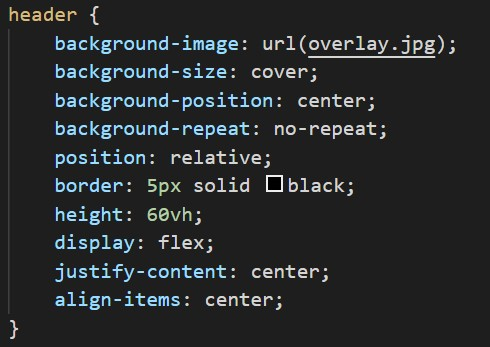 header {
    background-image: url(overlay.jpg);
    background-size: cover;
    background-position: center;
    background-repeat: no-repeat;
    position: relative;
    border: 5px solid black;
    height: 60vh;
    display: flex;
    justify-content: center;
    align-items: center;
}